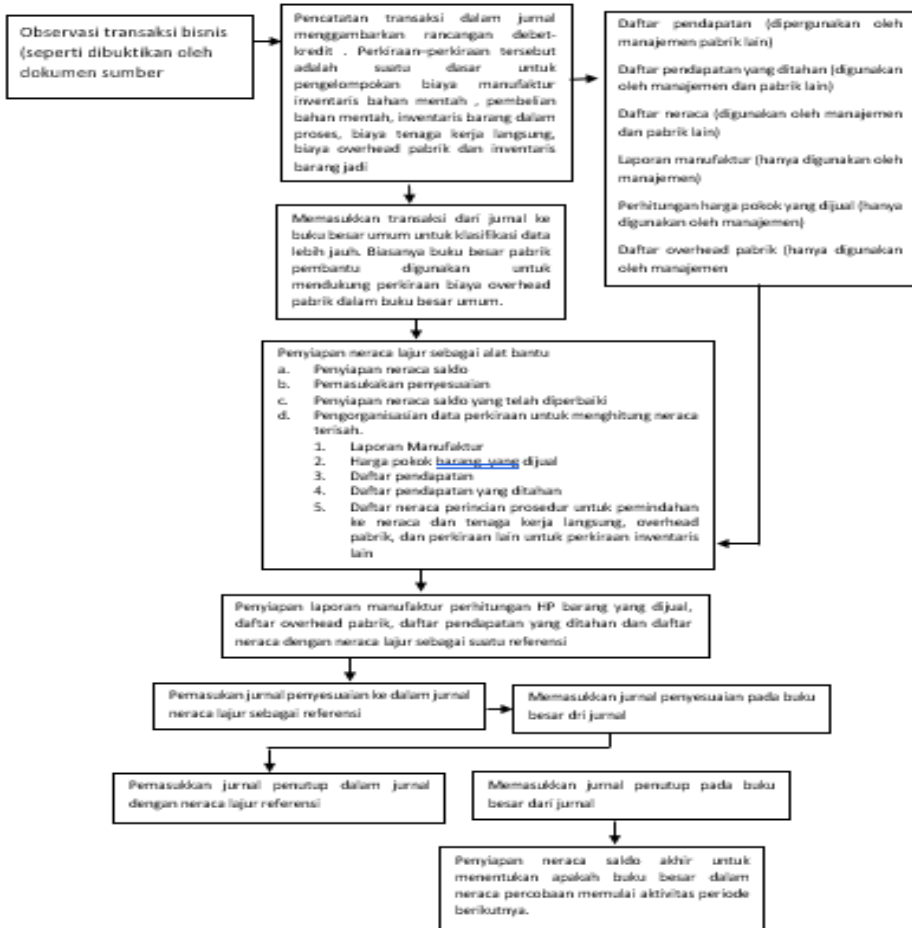 Observasi transaksi bisnis
(seperti dibuktikan oleh
dokumen sumber
Pencatatan transaksi dalam jurnal
menggambarkan rancangan debet-
kredit . Perkiraan-perkiraan tersebut
adalah suatu dasar untuk
pengelompokan biaya manufaktur
inventaris bahan mentah , pembelian
bahan mentah, inventaris barang dalam
proses, biaya tenaga kerja langsung,
biaya overhead pabrik dan inventaris
barang jadi
Daftar pendapatan (dipergunakan oleh
manajemen pabrik lain)
Daftar pendapatan yang ditahan (digunakan
oleh manajemen dan pabrik lain)
Daftar neraca (digunakan oleh manajemen
dan pabrik lain)
Laporan manufaktur (hanya digunakan oleh
manajemen)
Perhitungan harga pokok yang dijual (hanya
digunakan oleh manajemen)
Daftar overhead pabrik (hanya digunakan
oleh manajemen
Memasukkan transaksi dari jurnal ke
buku besar umum untuk klasifikasi data
lebih jauh. Biasanya buku besar pabrik
pembantu digunakan untuk
mendukung perkiraan biaya overhead
pabrik dalam buku besar umum.
Penyiapan neraca lajur sebagai alat bantu
a. Penyiapan neraca saldo
b. Pemasukakan penyesuaian
c. Penyiapan neraca saldo yang telah diperbaiki
d. Pengorganisasian data perkiraan untuk menghitung neraca
terisah.
1. Laporan Manufaktur
2. Harga pokok barang yang dijual
3. Daftar pendapatan
4. Daftar pendapatan yang ditahan
5. Daftar neraca perincian prosedur untuk pemindahan
ke neraca dan tenaga kerja langsung, overhead
pabrik, dan perkiraan lain untuk perkiraan inventaris
lain
Penyiapan laporan manufaktur perhitungan HP barang yang dijual,
daftar overhead pabrik, daftar pendapatan yang ditahan dan daftar
neraca dengan neraca lajur sebagai suatu referensi
Pemasukan jurnal penyesuaian ke dalam jurnal
neraca lajur sebagai referensi
Memasukkan jurnal penyesuaian pada buku
besar dri jurnal
Pemasukkan jurnal penutup dalam jurnal
dengan neraca lajur referensi
Memasukkan jurnal penutup pada buku
besar dari jurnal
Penyiapan neraca saldo akhir untuk
menentukan apakah buku besar dalam
neraca percobaan memulai aktivitas periode
berikutnya.